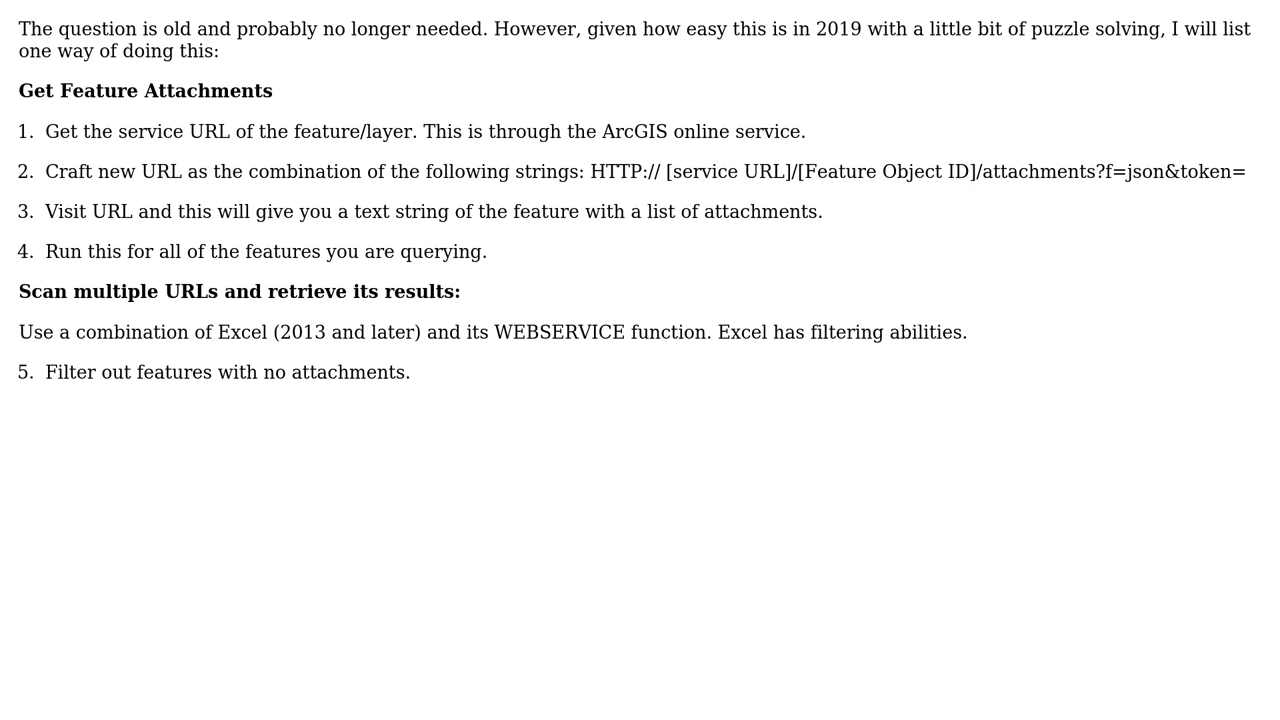 The question is old and probably no longer needed. However, given how easy this is in 2019 with a little bit of puzzle solving, I will list
one way of doing this:
Get Feature Attachments
1. Get the service URL of the feature/layer. This is through the ArcGIS online service.
2. Craft new URL as the combination of the following strings: HTTP:// [service URL]/[Feature Object ID]/attachments?f=json&token=
3. Visit URL and this will give you a text string of the feature with a list of attachments.
4. Run this for all of the features you are querying.
Scan multiple URLs and retrieve its results:
Use a combination of Excel (2013 and later) and its WEBSERVICE function. Excel has filtering abilities.
5. Filter out features with no attachments.